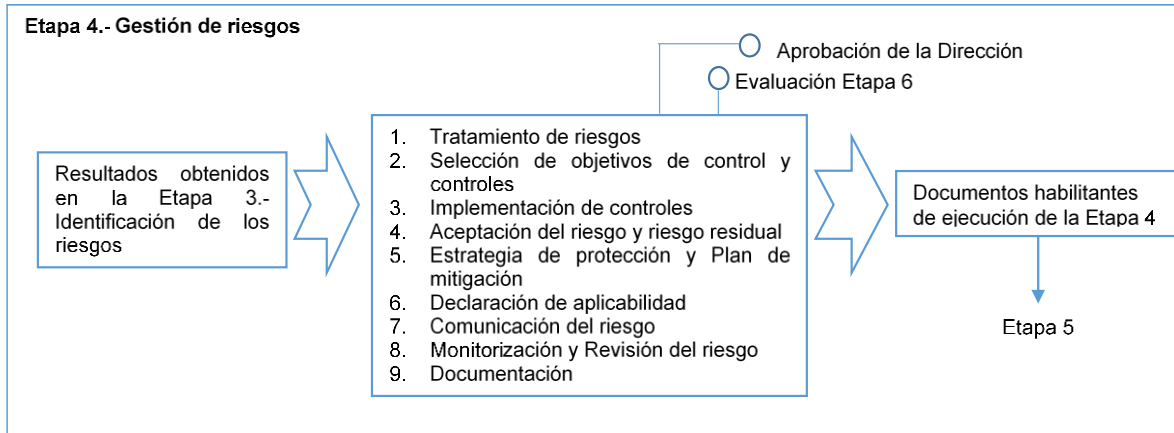 Etapa 4.- Gestión de riesgos
Aprobación de la Dirección
Evaluación Etapa 6
Resultados obtenidos
en la Etapa 3.-
Identificación de los
riesgos
1. Tratamiento de riesgos
2. Selección de objetivos de control y
controles
3. Implementación de controles
4. Aceptación del riesgo y riesgo residual
5. Estrategia de protección y Plan de
mitigación
6. Declaración de aplicabilidad
7. Comunicación del riesgo
8. Monitorización y Revisión del riesgo
9. Documentación
Documentos habilitantes
de ejecución de la Etapa 4
Etapa 5